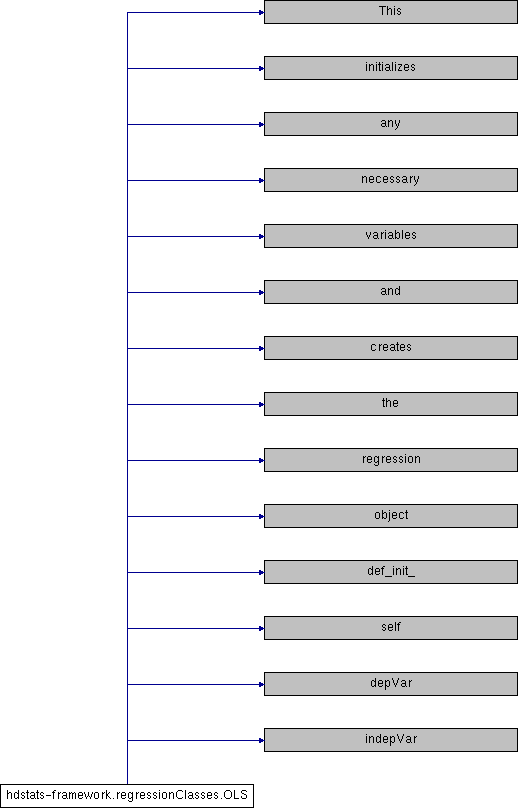 This
initializes
any
necessary
variables
and
creates
the
regression
object
def_init_
self
depVar
indepVar
hdstats-framework.regressionClasses.OLS